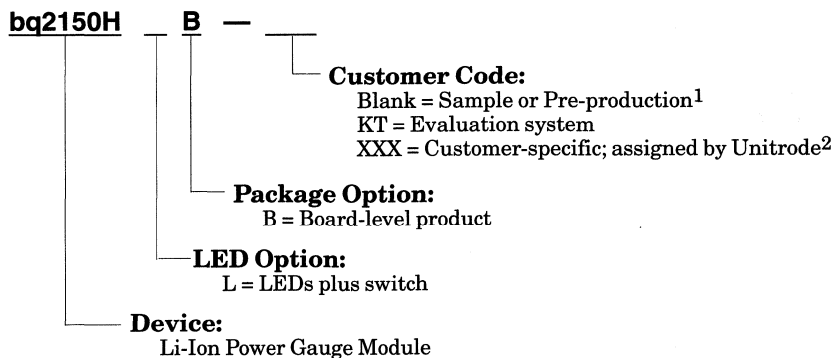 bq2150H _ B — __
Customer Code:
Blank = Sample or Pre-production1
KT = Evaluation system
XXX = Customer-specific; assigned by Unitrode2
Package Option:
B = Board-level product
LED Option:
L = LEDs plus switch
Device:
Li-Ion Power Gauge Module